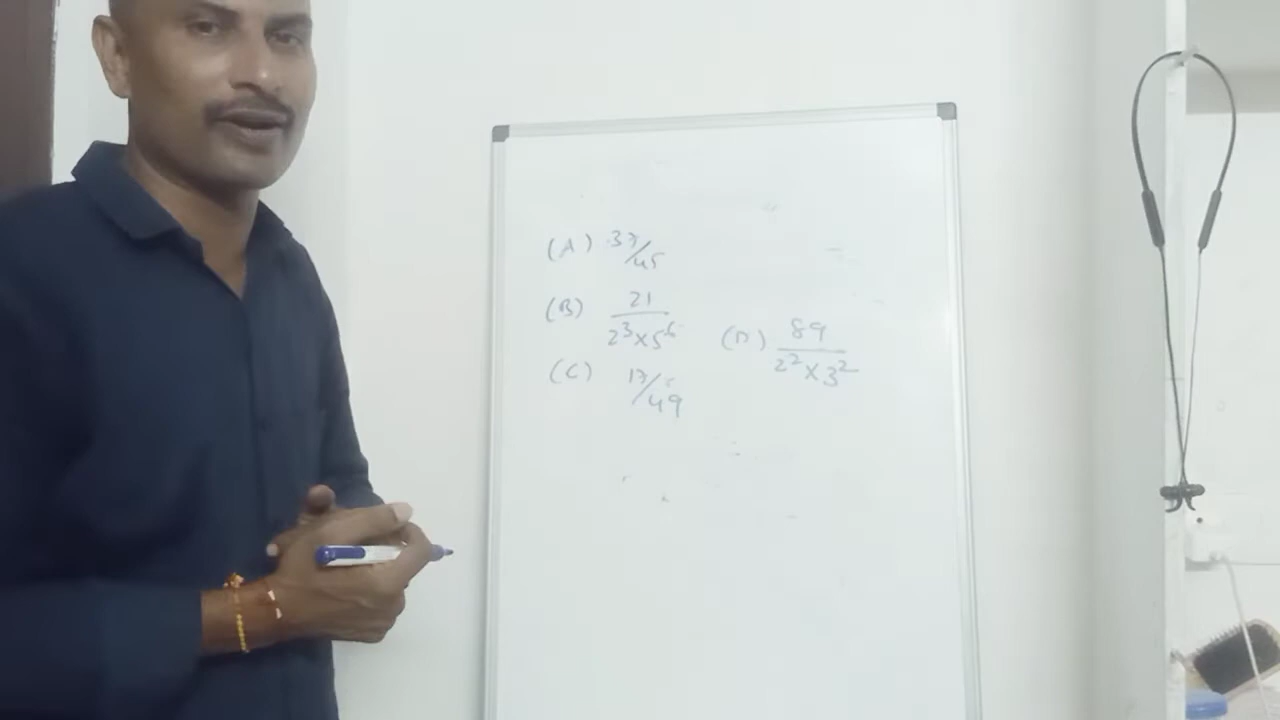 (A) 37/45
(B) 21/2³×5⁶
(C) 17/49
(D) 89/2²×3²